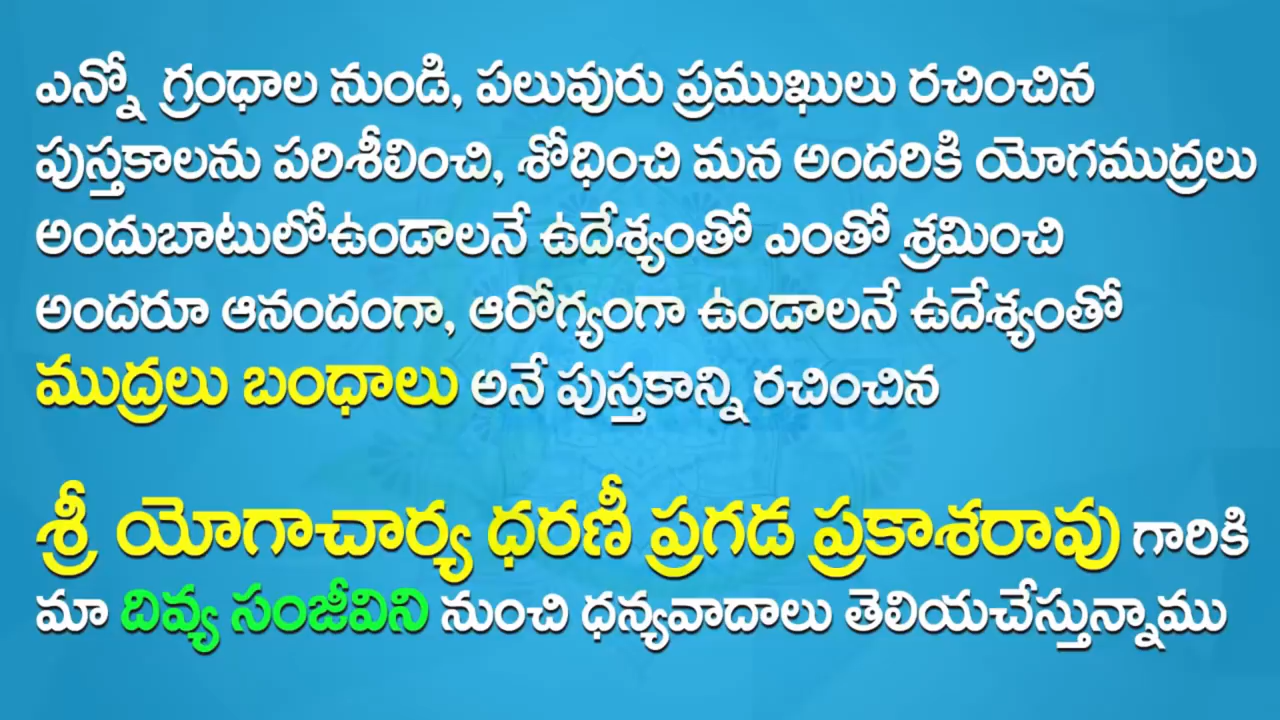 ఎన్నో గ్రంధాల నుండి, పలువురు ప్రముఖులు రచించిన
పుస్తకాలను పరిశీలించి, శోధించి మన అందరికి యోగముద్రలు
అందుబాటులోఉండాలనే ఉదేశ్యంతో ఎంతో శ్రమించి
అందరూ ఆనందంగా, ఆరోగ్యంగా ఉండాలనే ఉదేశ్యంతో
ముద్రలు బంధాలు అనే పుస్తకాన్ని రచించిన
శ్రీ యోగాచార్య ధరణీ ప్రగడ ప్రకాశరావు గారికి
మా దివ్య సంజీవిని నుంచి ధన్యవాదాలు తెలియచేస్తున్నాము